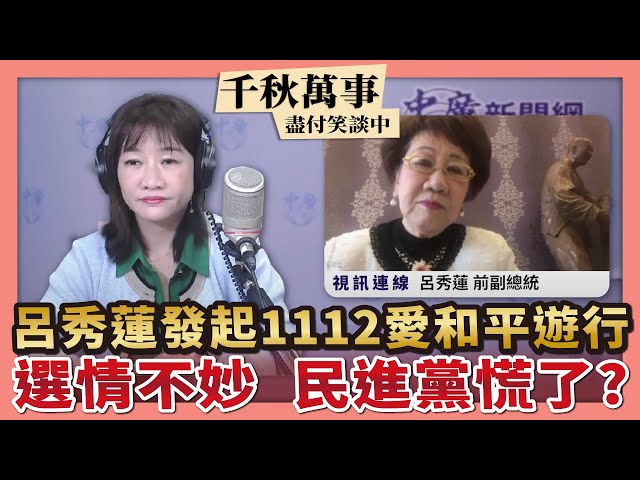 千秋萬事
盡付笑談中
中廣新聞網
視訊連線 呂秀蓮 前副總統
呂秀蓮發起1112愛和平遊行
選情不妙 民進黨慌了?